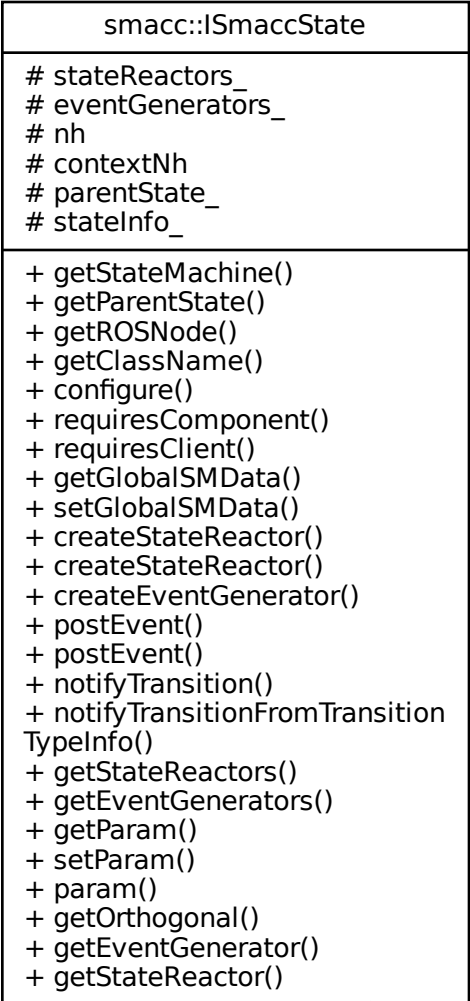 smacc::ISmaccState
# stateReactors_
# eventGenerators_
# nh
# contextNh
# parentState_
# stateInfo_
+ getStateMachine()
+ getParentState()
+ getROSNode()
+ getClassName()
+ configure()
+ requiresComponent()
+ requiresClient()
+ getGlobalSMData()
+ setGlobalSMData()
+ createStateReactor()
+ createStateReactor()
+ createEventGenerator()
+ postEvent()
+ postEvent()
+ notifyTransition()
+ notifyTransitionFromTransition
TypeInfo()
+ getStateReactors()
+ getEventGenerators()
+ getParam()
+ setParam()
+ param()
+ getOrthogonal()
+ getEventGenerator()
+ getStateReactor()